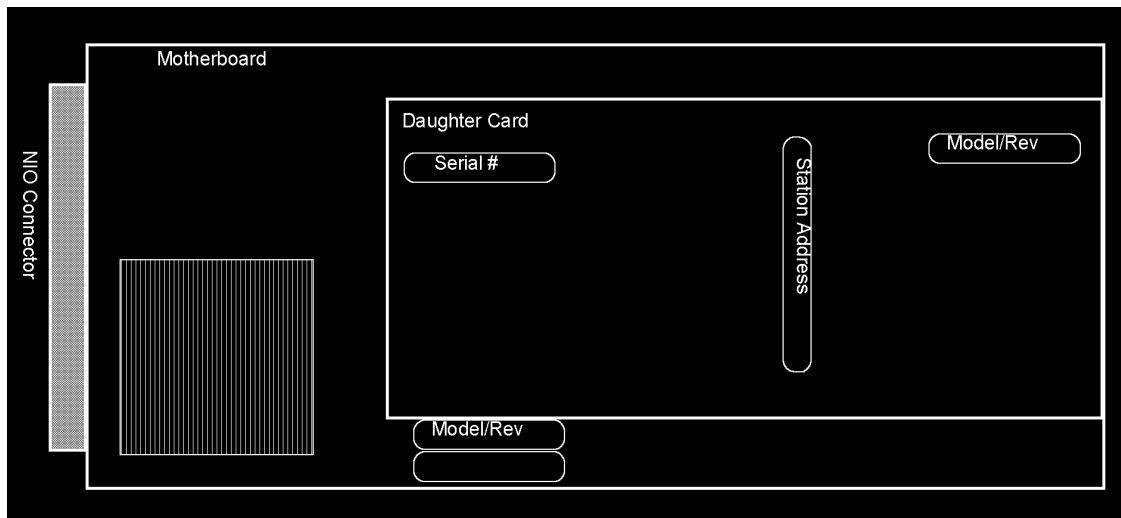 Motherboard
Daughter Card
Model/Rev
Serial #
NIO Connector
Station Address
Model/Rev